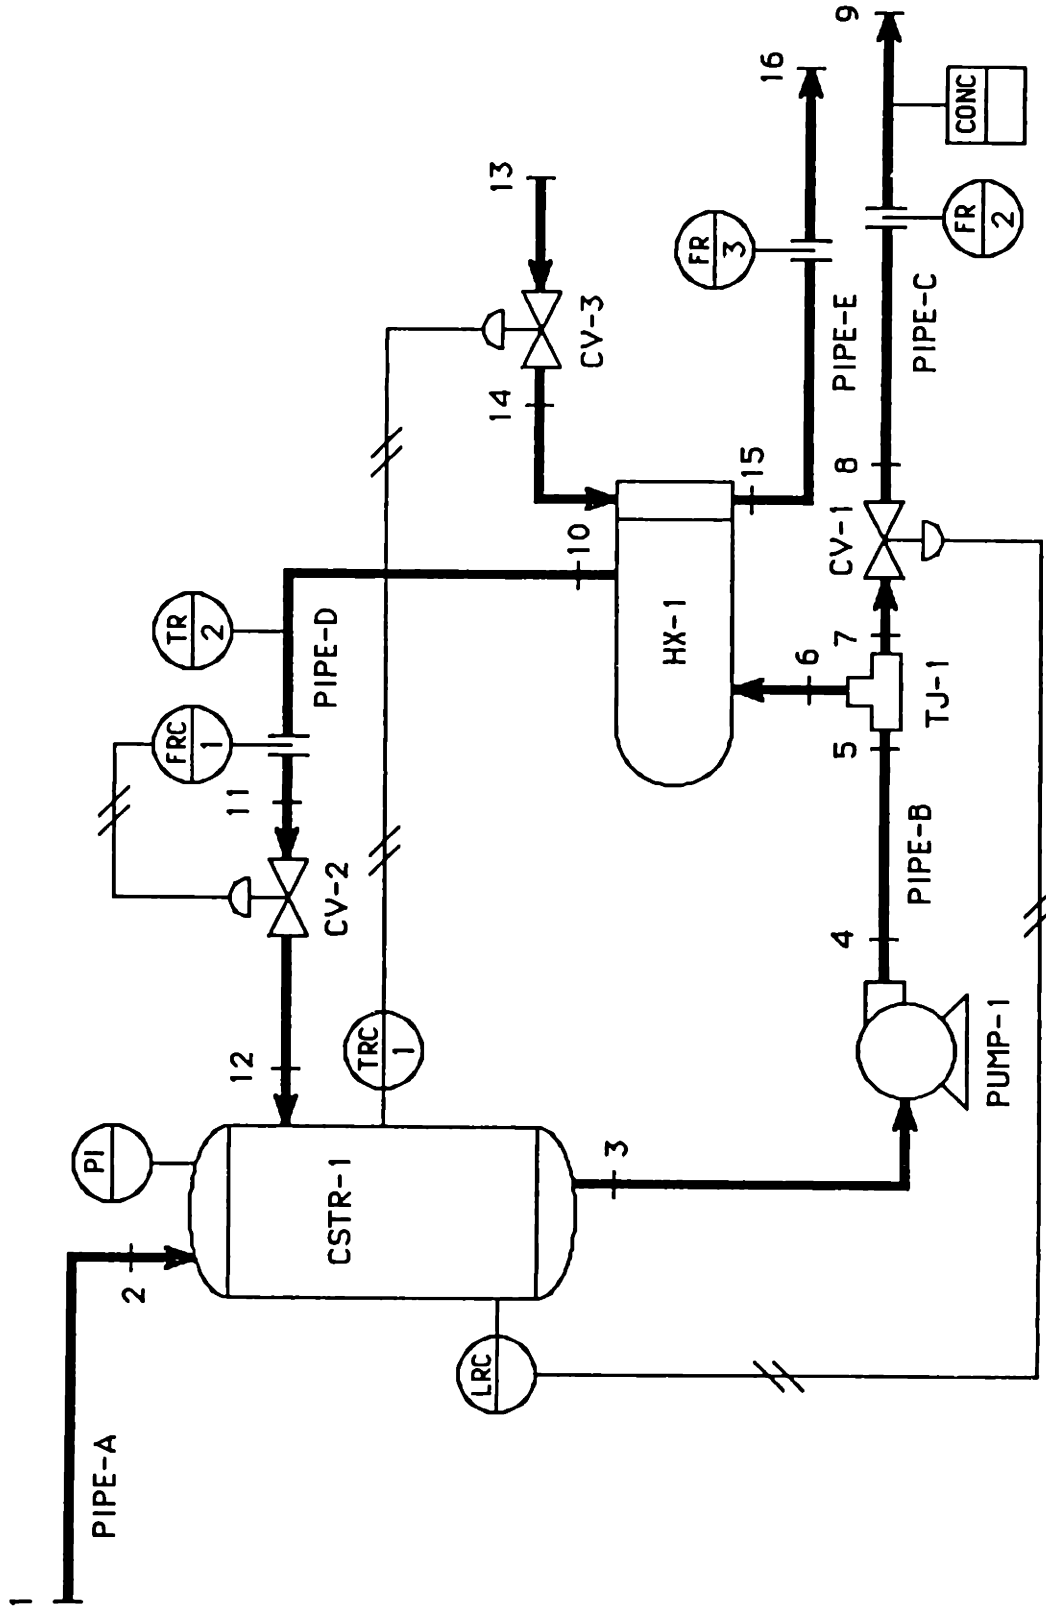 1
PIPE-A
2
PI
CSTR-1
LRC
3
12
TRC
1
CV-2
11
FRC
1
TR
2
PIPE-D
10
13
CV-3
14
HX-1
15
6
16
FR
3
PIPE-E
PUMP-1
4
PIPE-B
5
TJ-1
7
CV-1
8
PIPE-C
FR
2
CONC
9